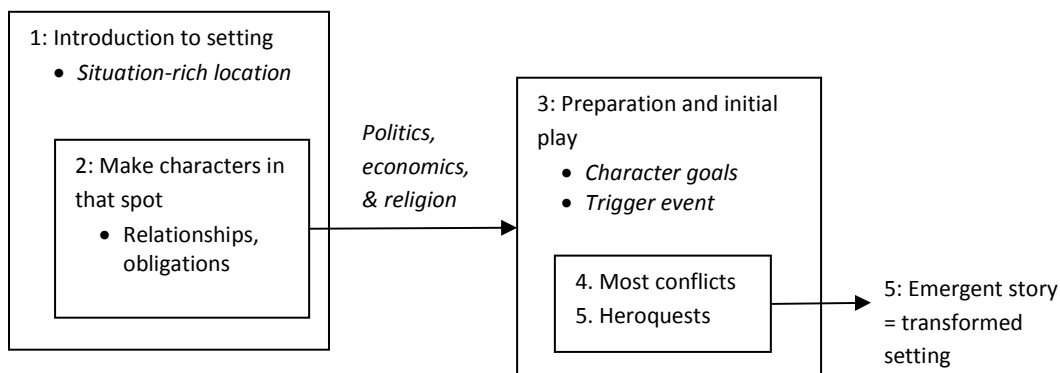 1: Introduction to setting
• Situation-rich location
2: Make characters in
that spot
• Relationships,
obligations
Politics,
economics,
& religion
3: Preparation and initial
play
• Character goals
• Trigger event
4. Most conflicts
5. Heroquests
5: Emergent story
= transformed
setting